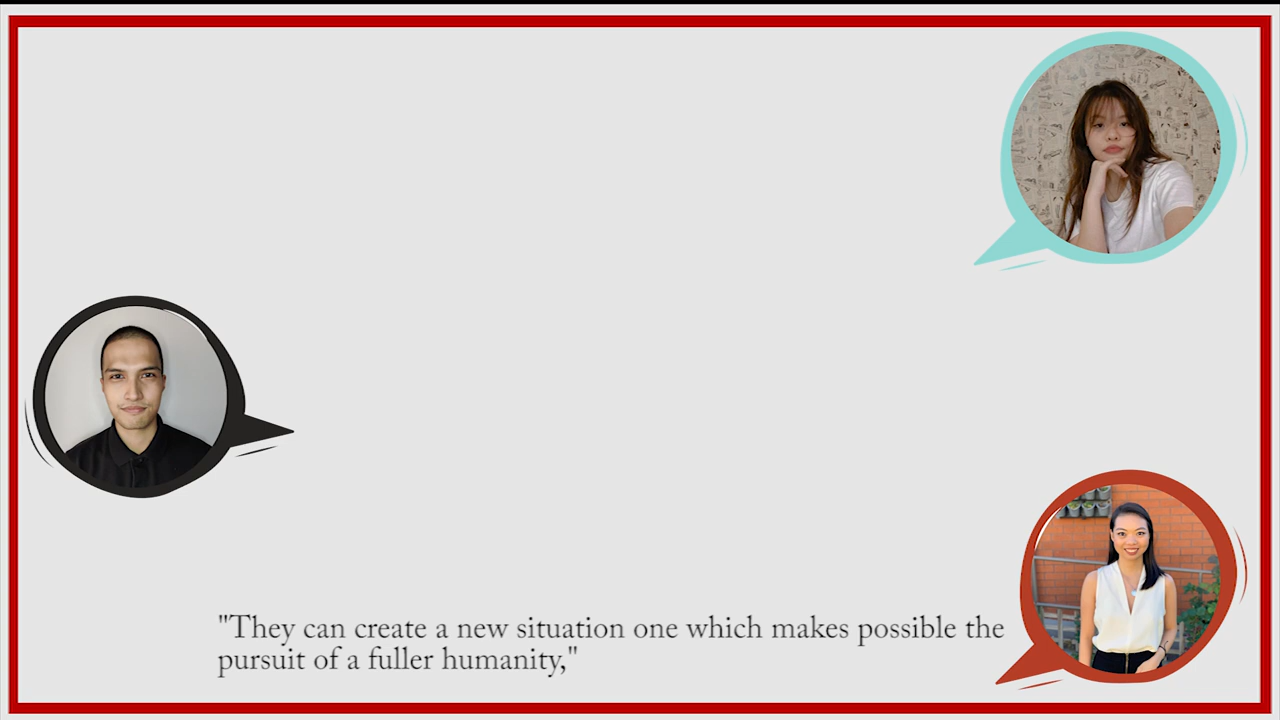 "They can create a new situation one which makes possible the
pursuit of a fuller humanity,"